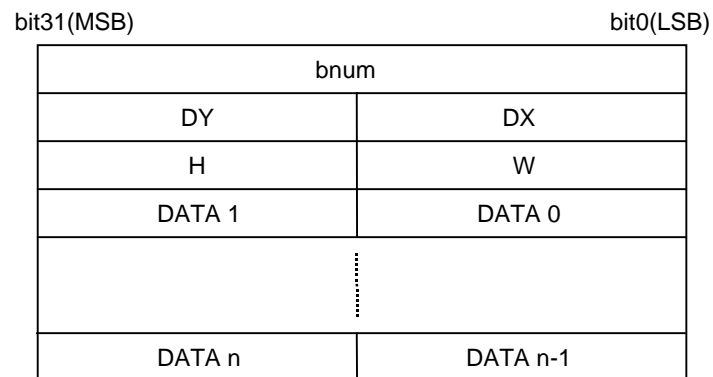 bit31(MSB) bit0(LSB)
bnum
DY DX
H W
DATA 1 DATA 0
DATA n DATA n-1